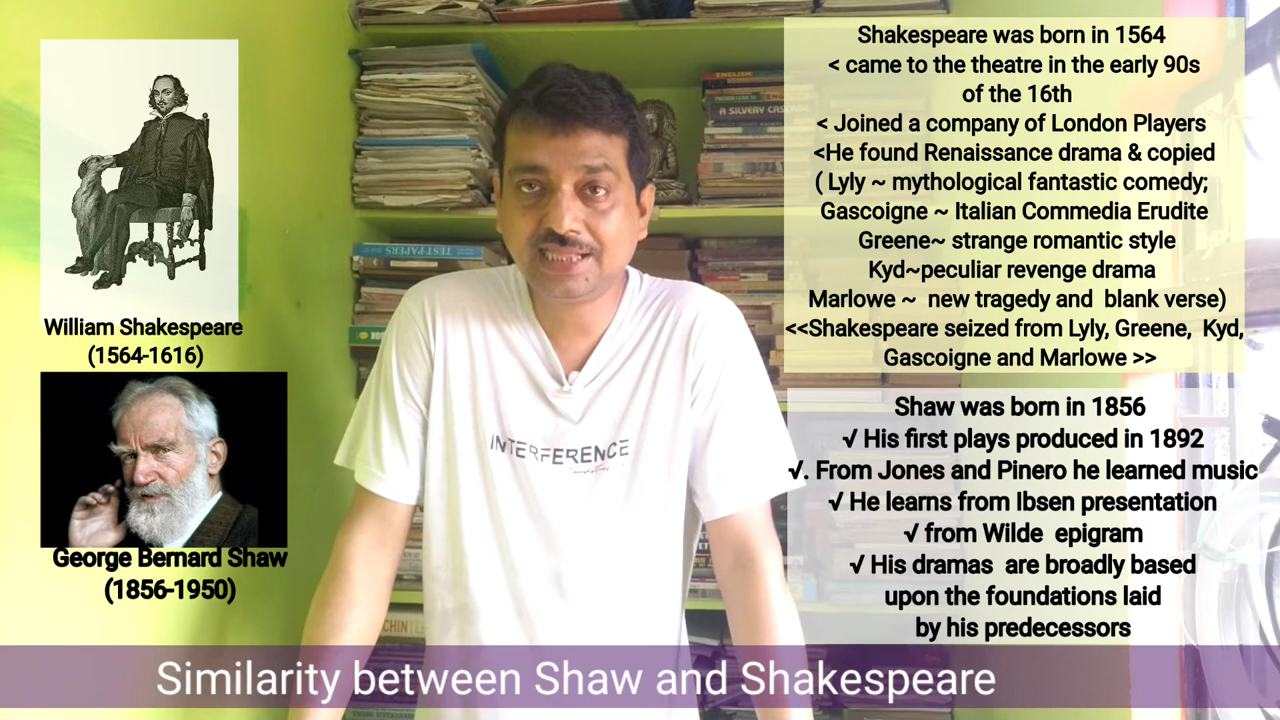 William Shakespeare
(1564-1616)
George Bernard Shaw
(1856-1950)
ENGLISH
A SILVERY CASCADE
TEST PAPERS
INTERFERENCE
Shakespeare was born in 1564
< came to the theatre in the early 90s
of the 16th
< Joined a company of London Players
<He found Renaissance drama & copied
( Lyly ~ mythological fantastic comedy;
Gascoigne ~ Italian Commedia Erudite
Greene~ strange romantic style
Kyd~peculiar revenge drama
Marlowe ~ new tragedy and blank verse)
<<Shakespeare seized from Lyly, Greene, Kyd,
Gascoigne and Marlowe >>
Shaw was born in 1856
√ His first plays produced in 1892
√. From Jones and Pinero he learned music
√ He learns from Ibsen presentation
√ from Wilde epigram
√ His dramas are broadly based
upon the foundations laid
by his predecessors
Similarity between Shaw and Shakespeare